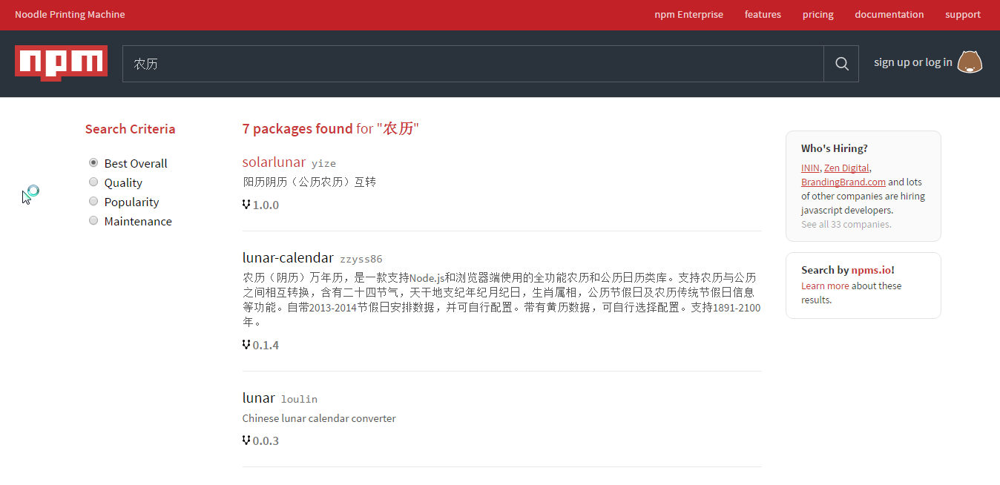 Noodle Printing Machine
npm Enterprise features pricing documentation support
npm
农历
sign up or log in
Search Criteria
Best Overall
Quality
Popularity
Maintenance
7 packages found for "农历"
solarlunar yize
阳历阴历（公历农历）互转
1.0.0
lunar-calendar zzyss86
农历（阴历）万年历，是一款支持Node.js和浏览器端使用的全功能农历和公历日历类库。支持农历与公历
之间相互转换，含有二十四节气，天干地支纪年纪月纪日，生肖属相，公历节假日及农历传统节假日信息
等功能。自带2013-2014节假日安排数据，并可自行配置。带有黄历数据，可自行选择配置。支持1891-2100
年。
0.1.4
lunar loulin
Chinese lunar calendar converter
0.0.3
Who's Hiring?
ININ, Zen Digital,
BrandingBrand.com and lots
of other companies are hiring
javascript developers.
See all 33 companies.
Search by npms.io!
Learn more about these
results.